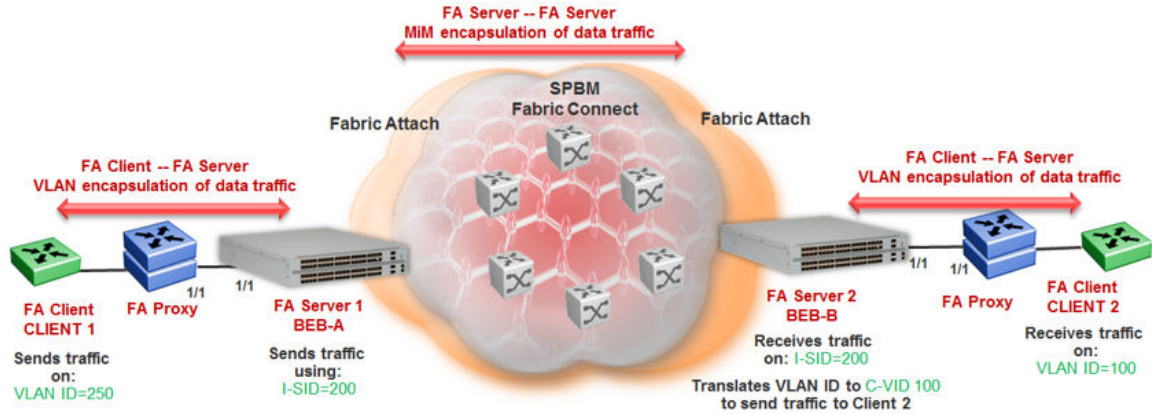 FA Server -- FA Server
MiM encapsulation of data traffic
SPBM
Fabric Connect
Fabric Attach
Fabric Attach
FA Client -- FA Server
VLAN encapsulation of data traffic
FA Client -- FA Server
VLAN encapsulation of data traffic
1/1
1/1
1/1
1/1
FA Client
CLIENT 1
Sends traffic
on:
VLAN ID=250
FA Proxy
FA Server 1
BEB-A
Sends traffic
using:
I-SID=200
FA Server 2
BEB-B
Receives traffic
on: I-SID=200
Translates VLAN ID to C-VID 100
to send traffic to Client 2
FA Proxy
FA Client
CLIENT 2
Receives traffic
on:
VLAN ID=100